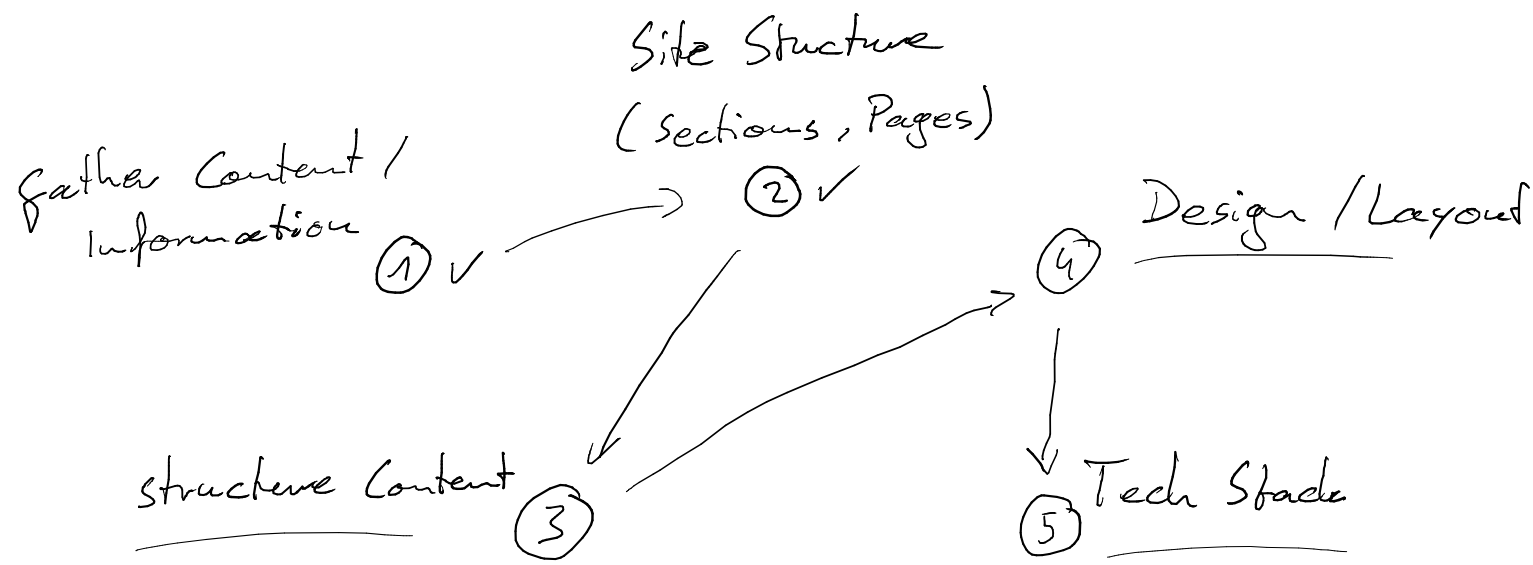 Gather Content /
Information
1 ✓
Site Structure
(Sections, Pages)
2 ✓
Structure Content
3
4
Design / Layout
5
Tech Stack